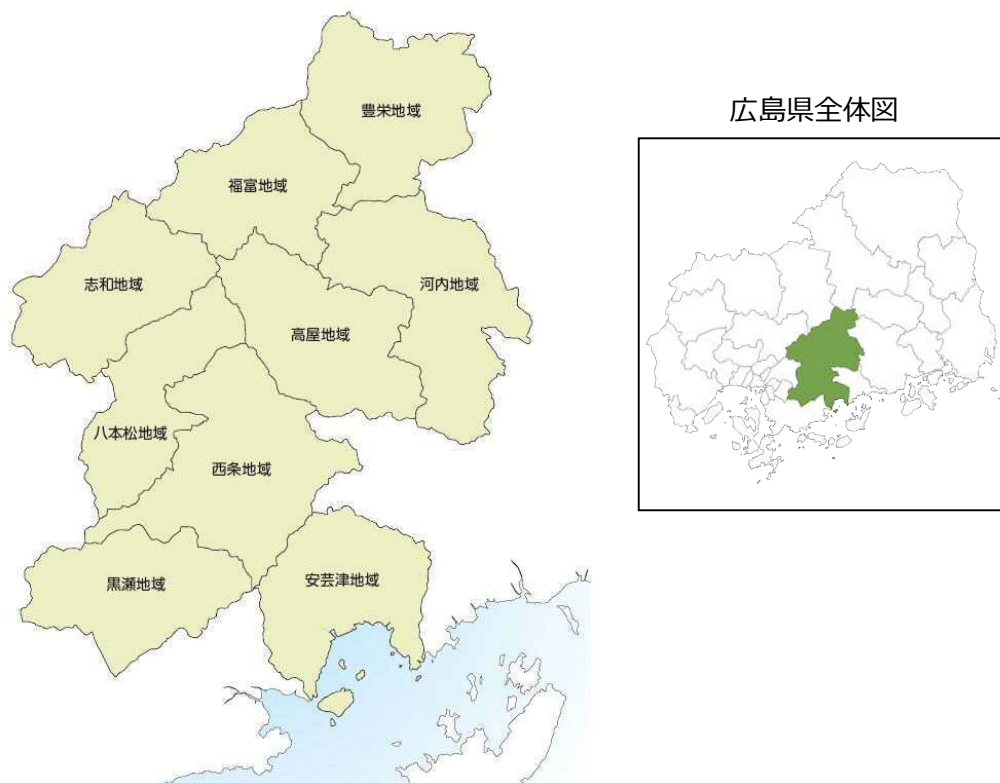 豊栄地域
広島県全体図
福富地域
志和地域
河内地域
高屋地域
八本松地域
西条地域
黒瀬地域
安芸津地域